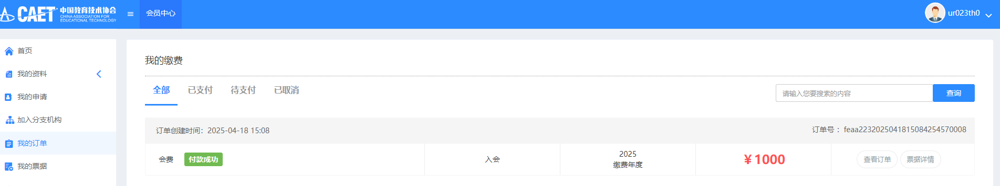 CAET 中国教育技术协会
CHINA ASSOCIATION FOR
EDUCATIONAL TECHNOLOGY
会员中心
ur023th0
首页
我的资料
我的申请
加入分支机构
我的订单
我的票据
我的缴费
全部 已支付 待支付 已取消
请输入您要搜索的内容 查询
订单创建时间：2025-04-18 15:08 订单号： feaa2232025041815084254570008
会费 付款成功 入会 2025 ¥1000 查看订单 票据详情
缴费年度